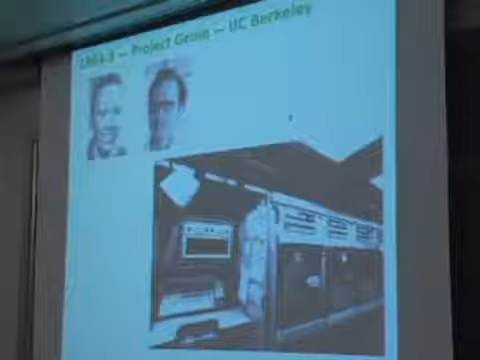 1964-5 — Project Genie — UC Berkeley